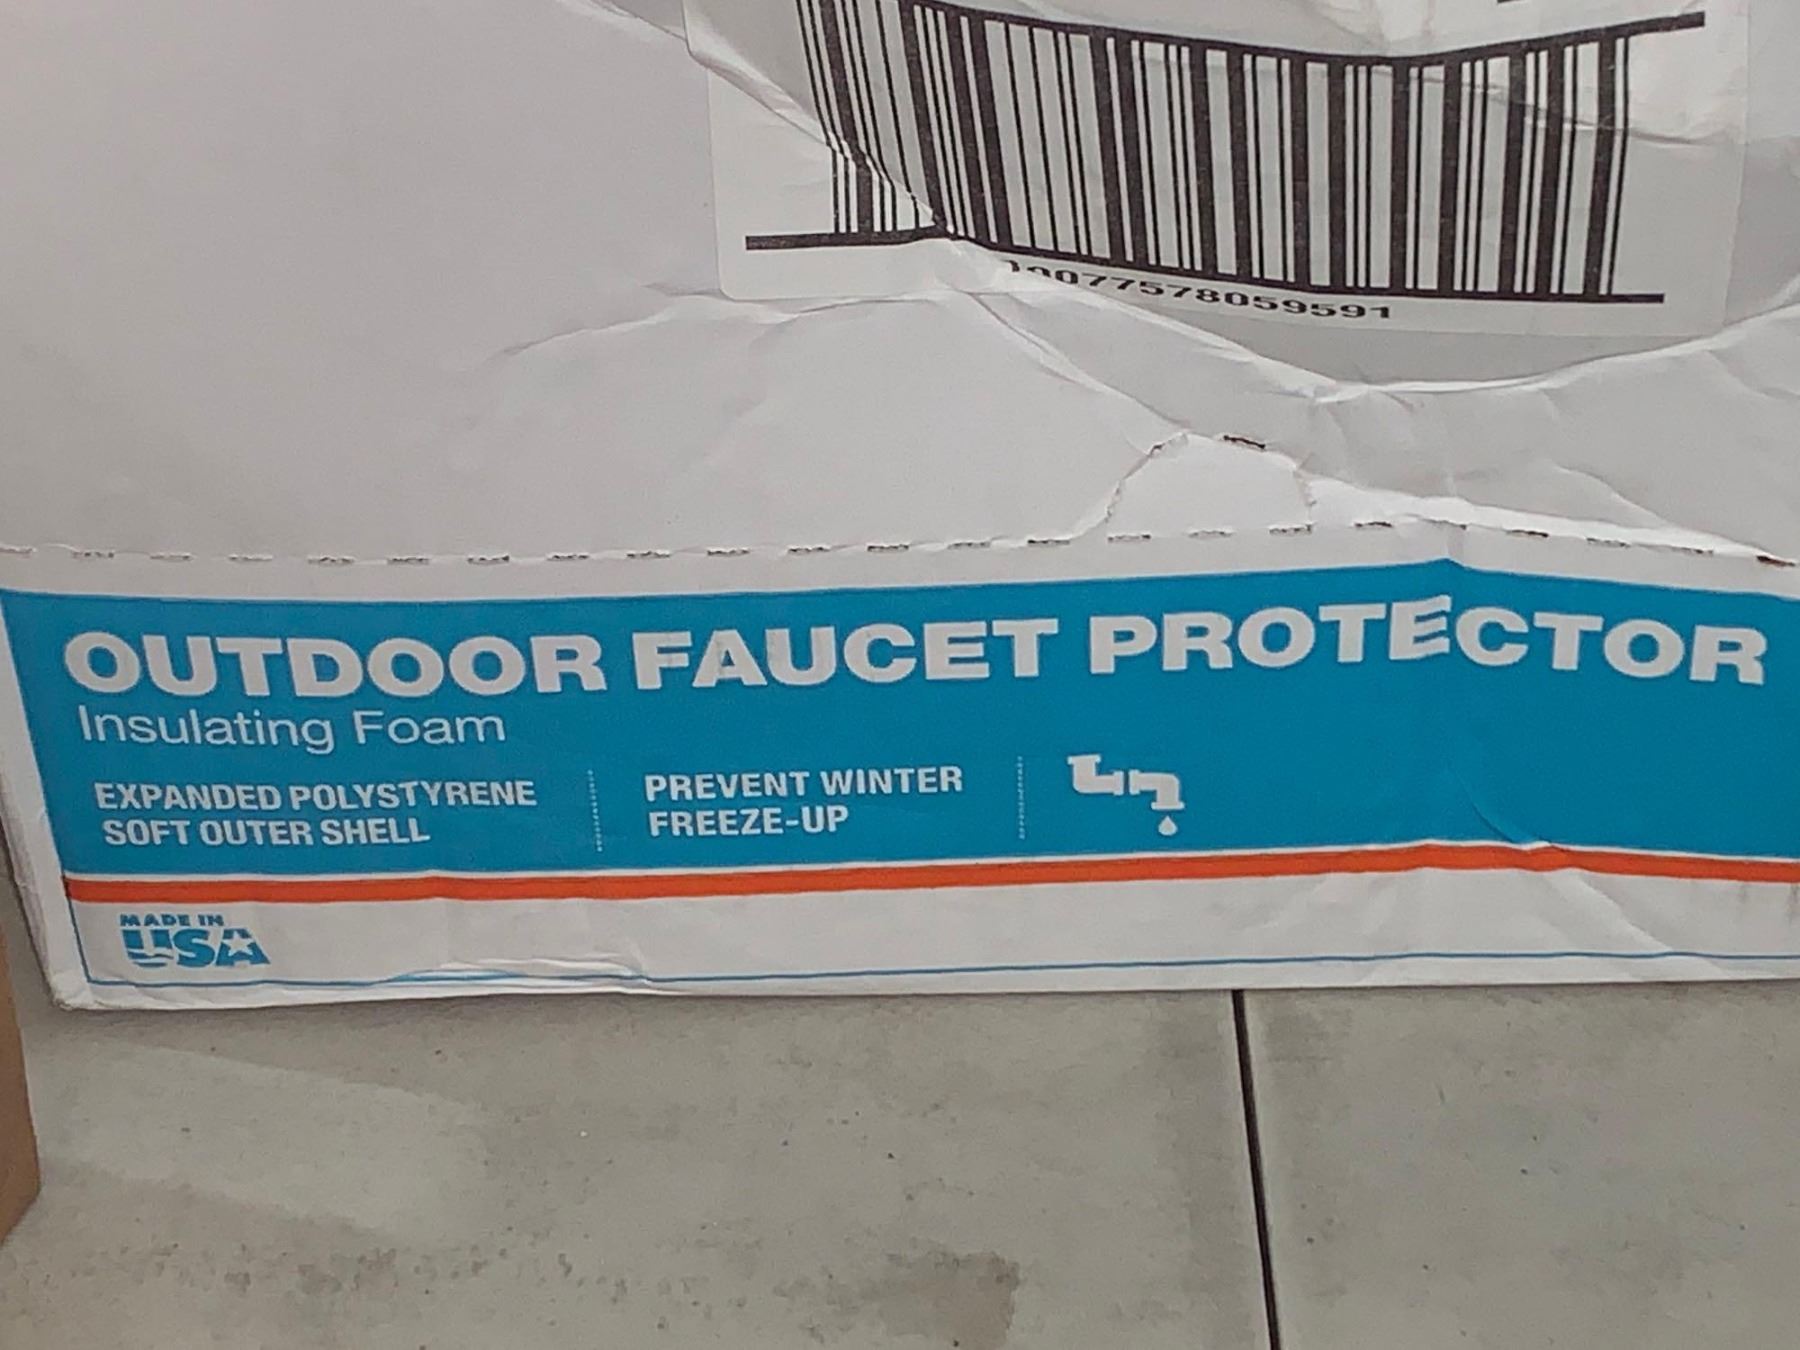 0077578059591
OUTDOOR FAUCET PROTECTOR
Insulating Foam
EXPANDED POLYSTYRENE
SOFT OUTER SHELL
PREVENT WINTER
FREEZE-UP
MADE IN
USA